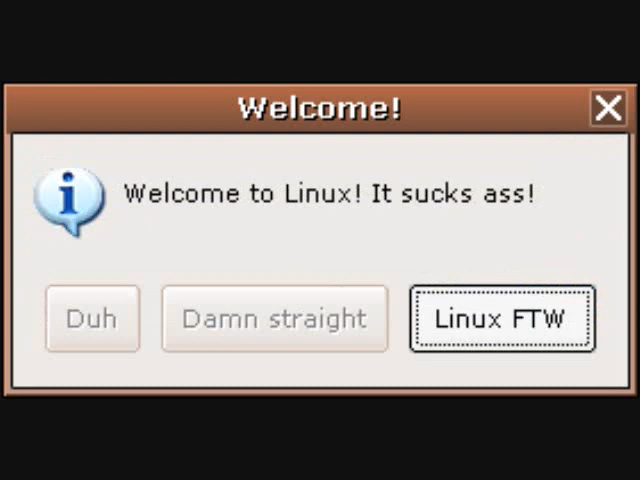 Welcome!
Welcome to Linux! It sucks ass!
Duh
Damn straight
Linux FTW